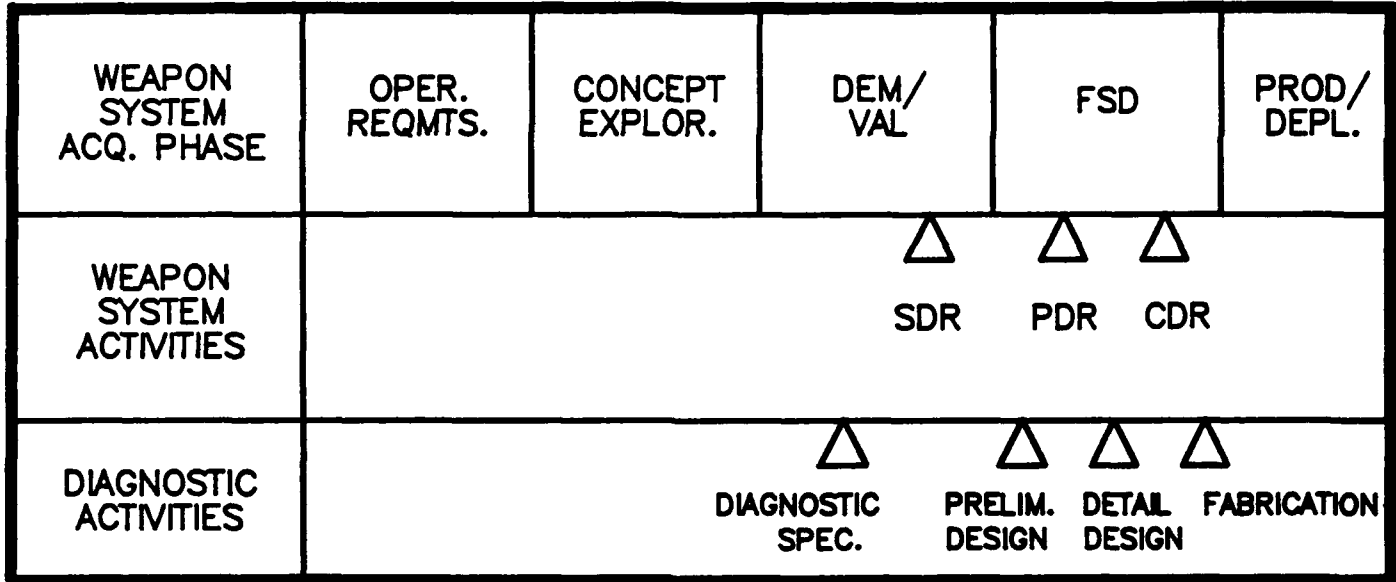 WEAPON
SYSTEM
ACQ. PHASE
OPER.
REQMTS.
CONCEPT
EXPLOR.
DEM/
VAL
FSD
PROD/
DEPL.
WEAPON
SYSTEM
ACTIVITIES
SDR
PDR
CDR
DIAGNOSTIC
ACTIVITIES
DIAGNOSTIC
SPEC.
PRELIM.
DESIGN
DETAIL
DESIGN
FABRICATION